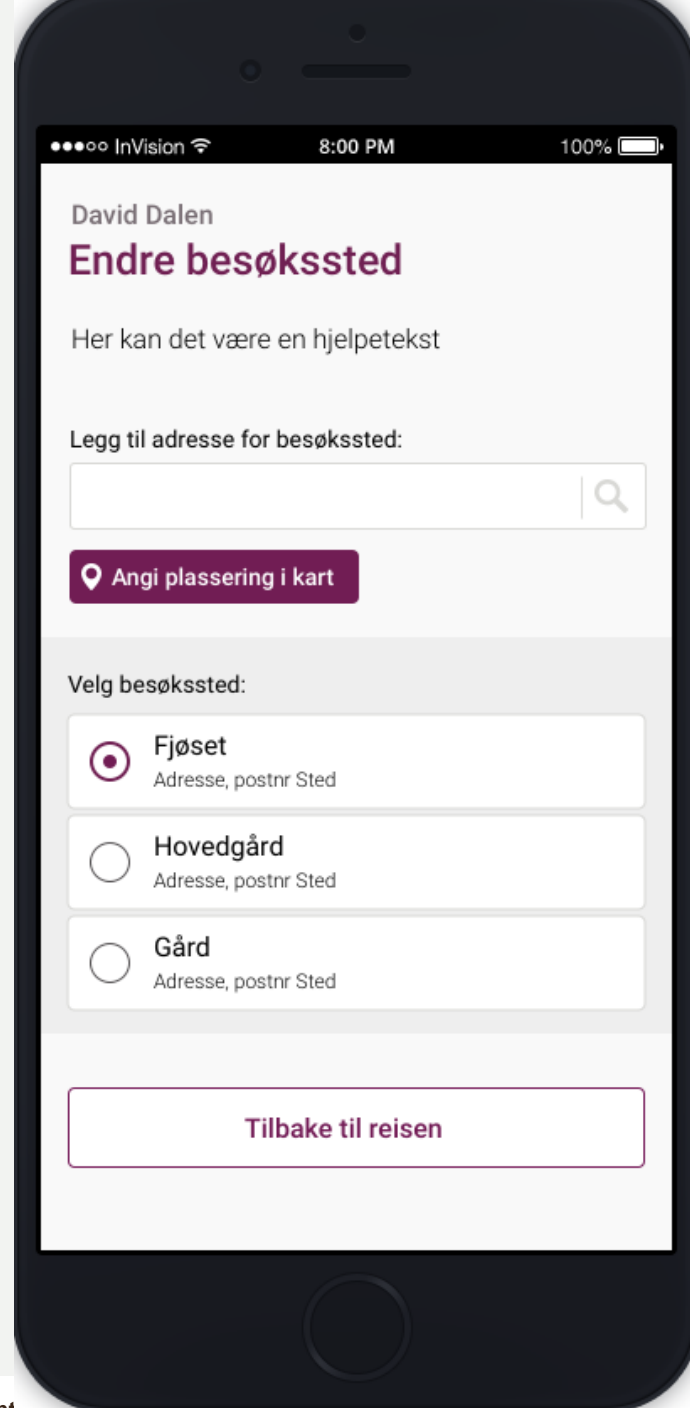 InVision 8:00 PM 100%
David Dalen
Endre besøkssted
Her kan det være en hjelpetekst
Legg til adresse for besøkssted:
Angi plassering i kart
Velg besøkssted:
Fjøset
Adresse, postnr Sted
Hovedgård
Adresse, postnr Sted
Gård
Adresse, postnr Sted
Tilbake til reisen